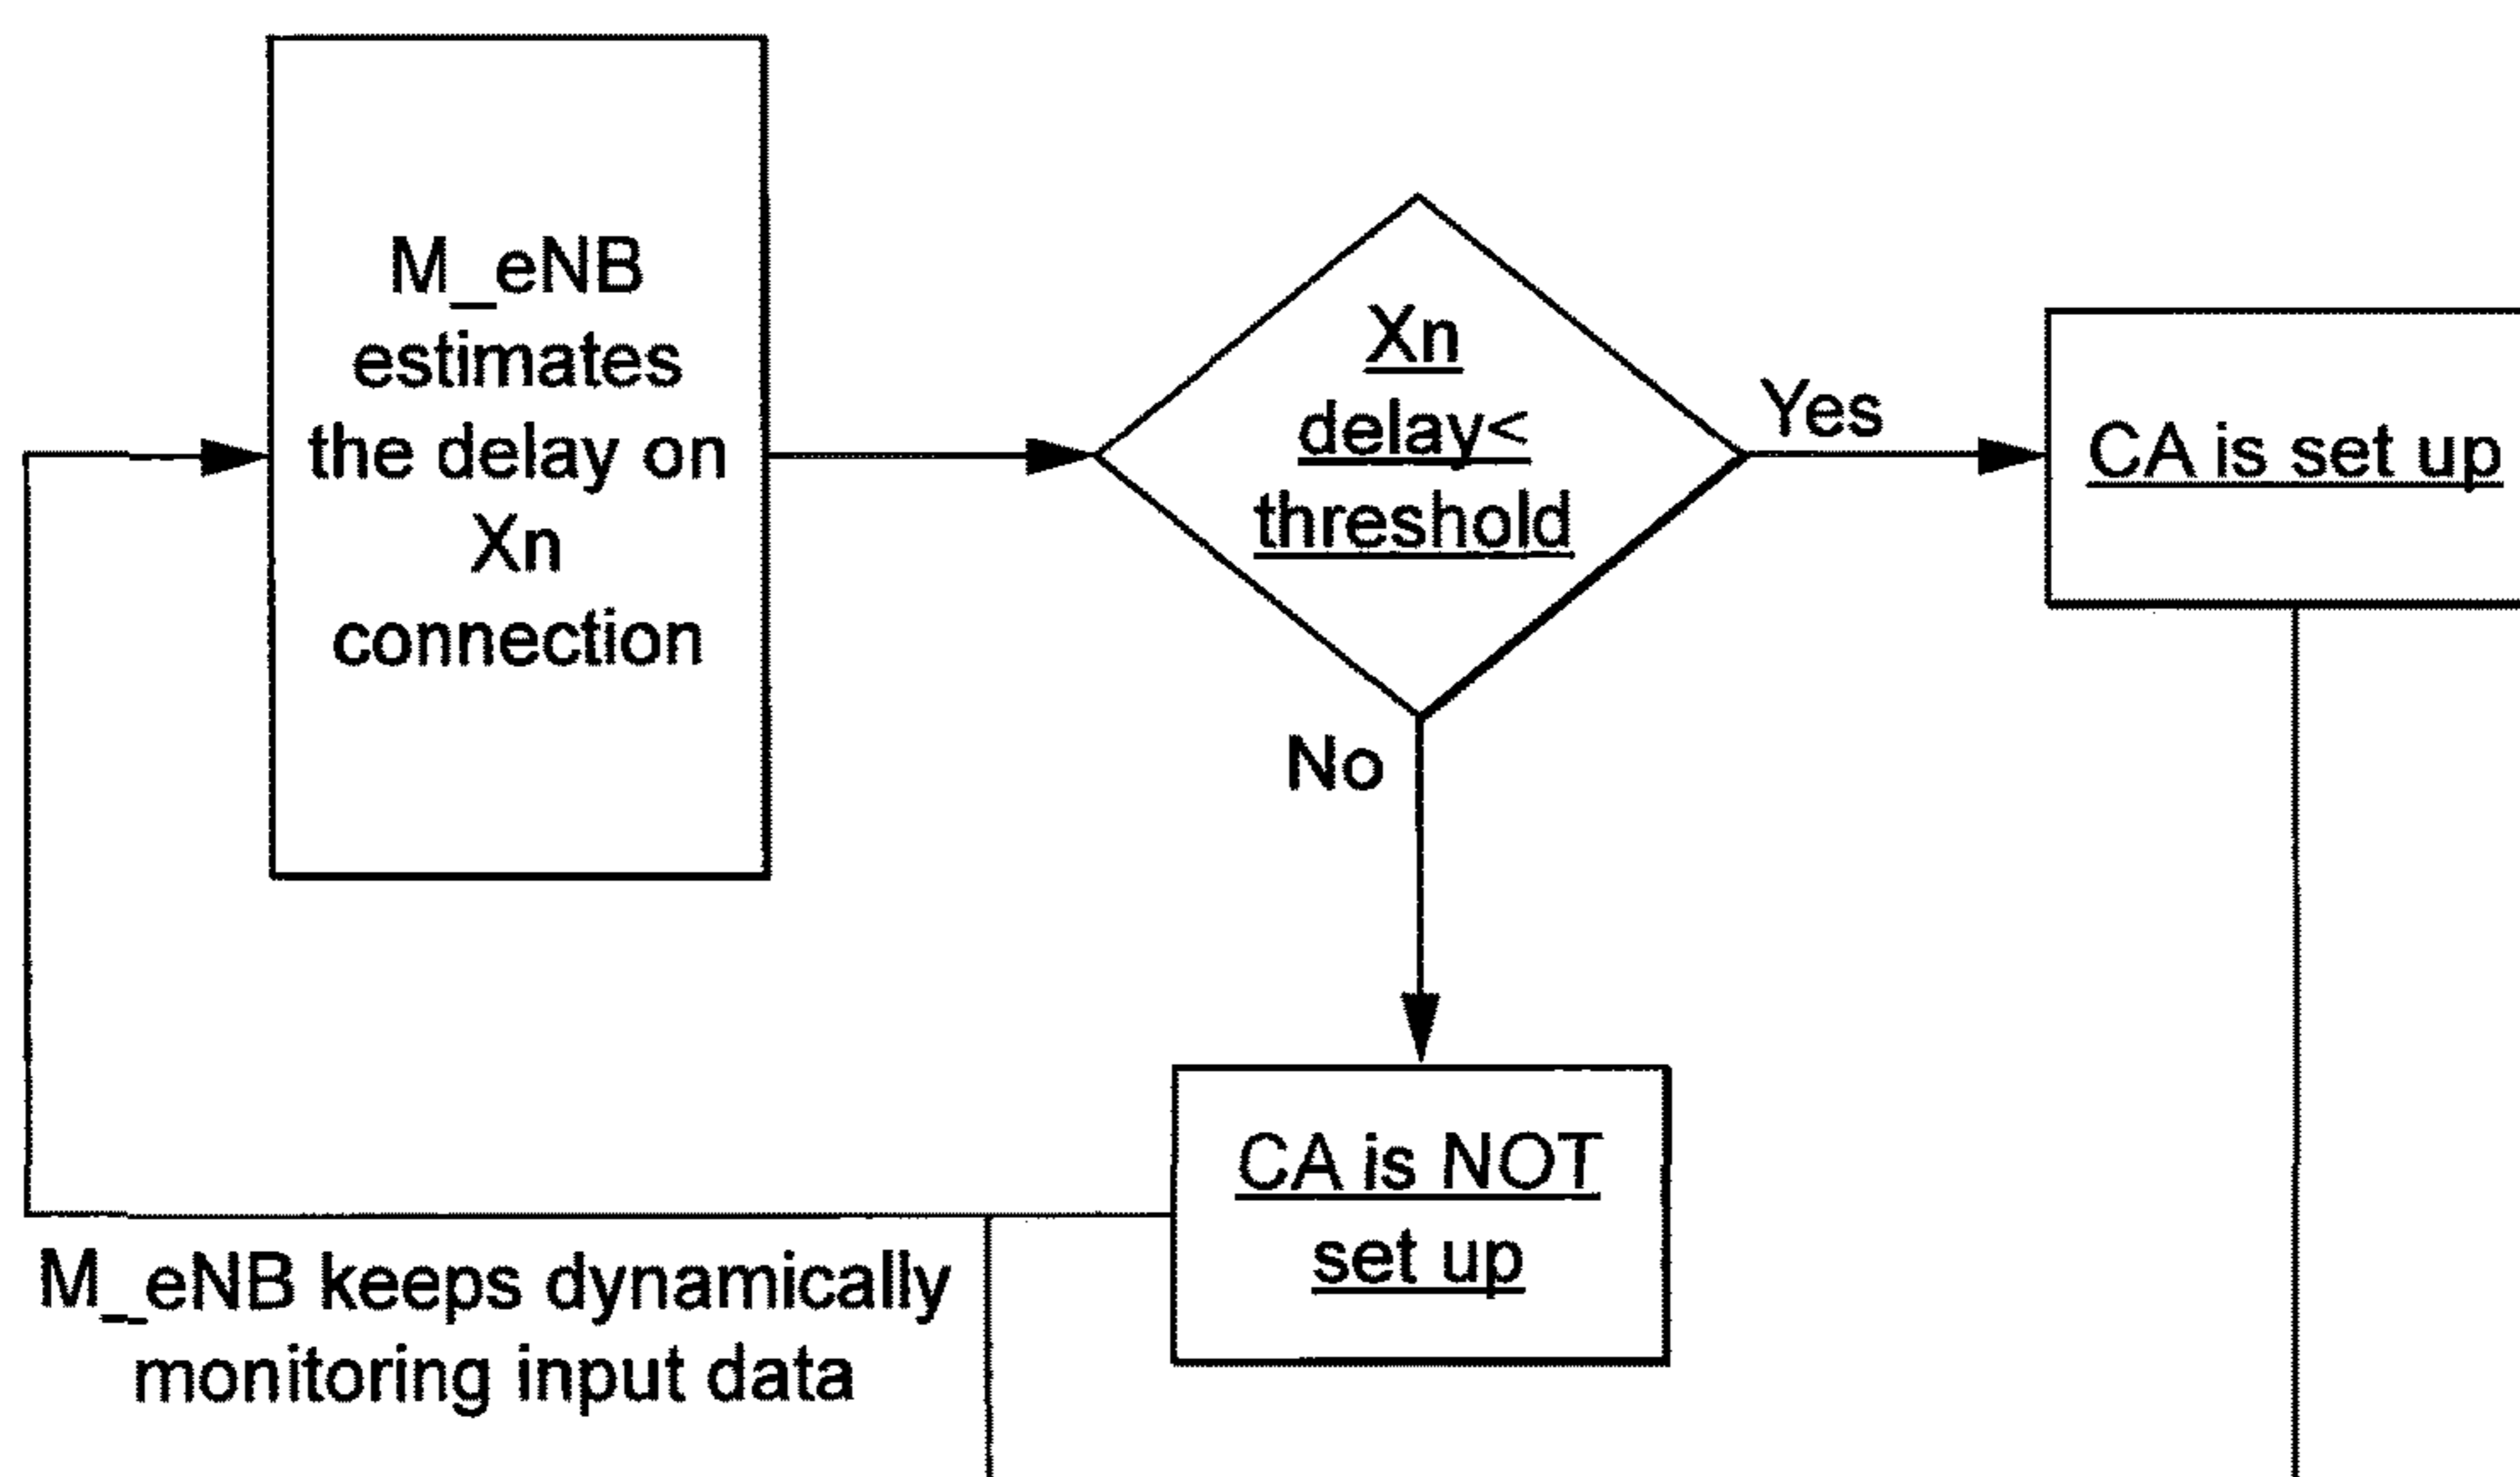 M_eNB
estimates
the delay on
Xn
connection
Xn
delay<
threshold
Yes
CA is set up
No
CA is NOT
set up
M_eNB keeps dynamically
monitoring input data